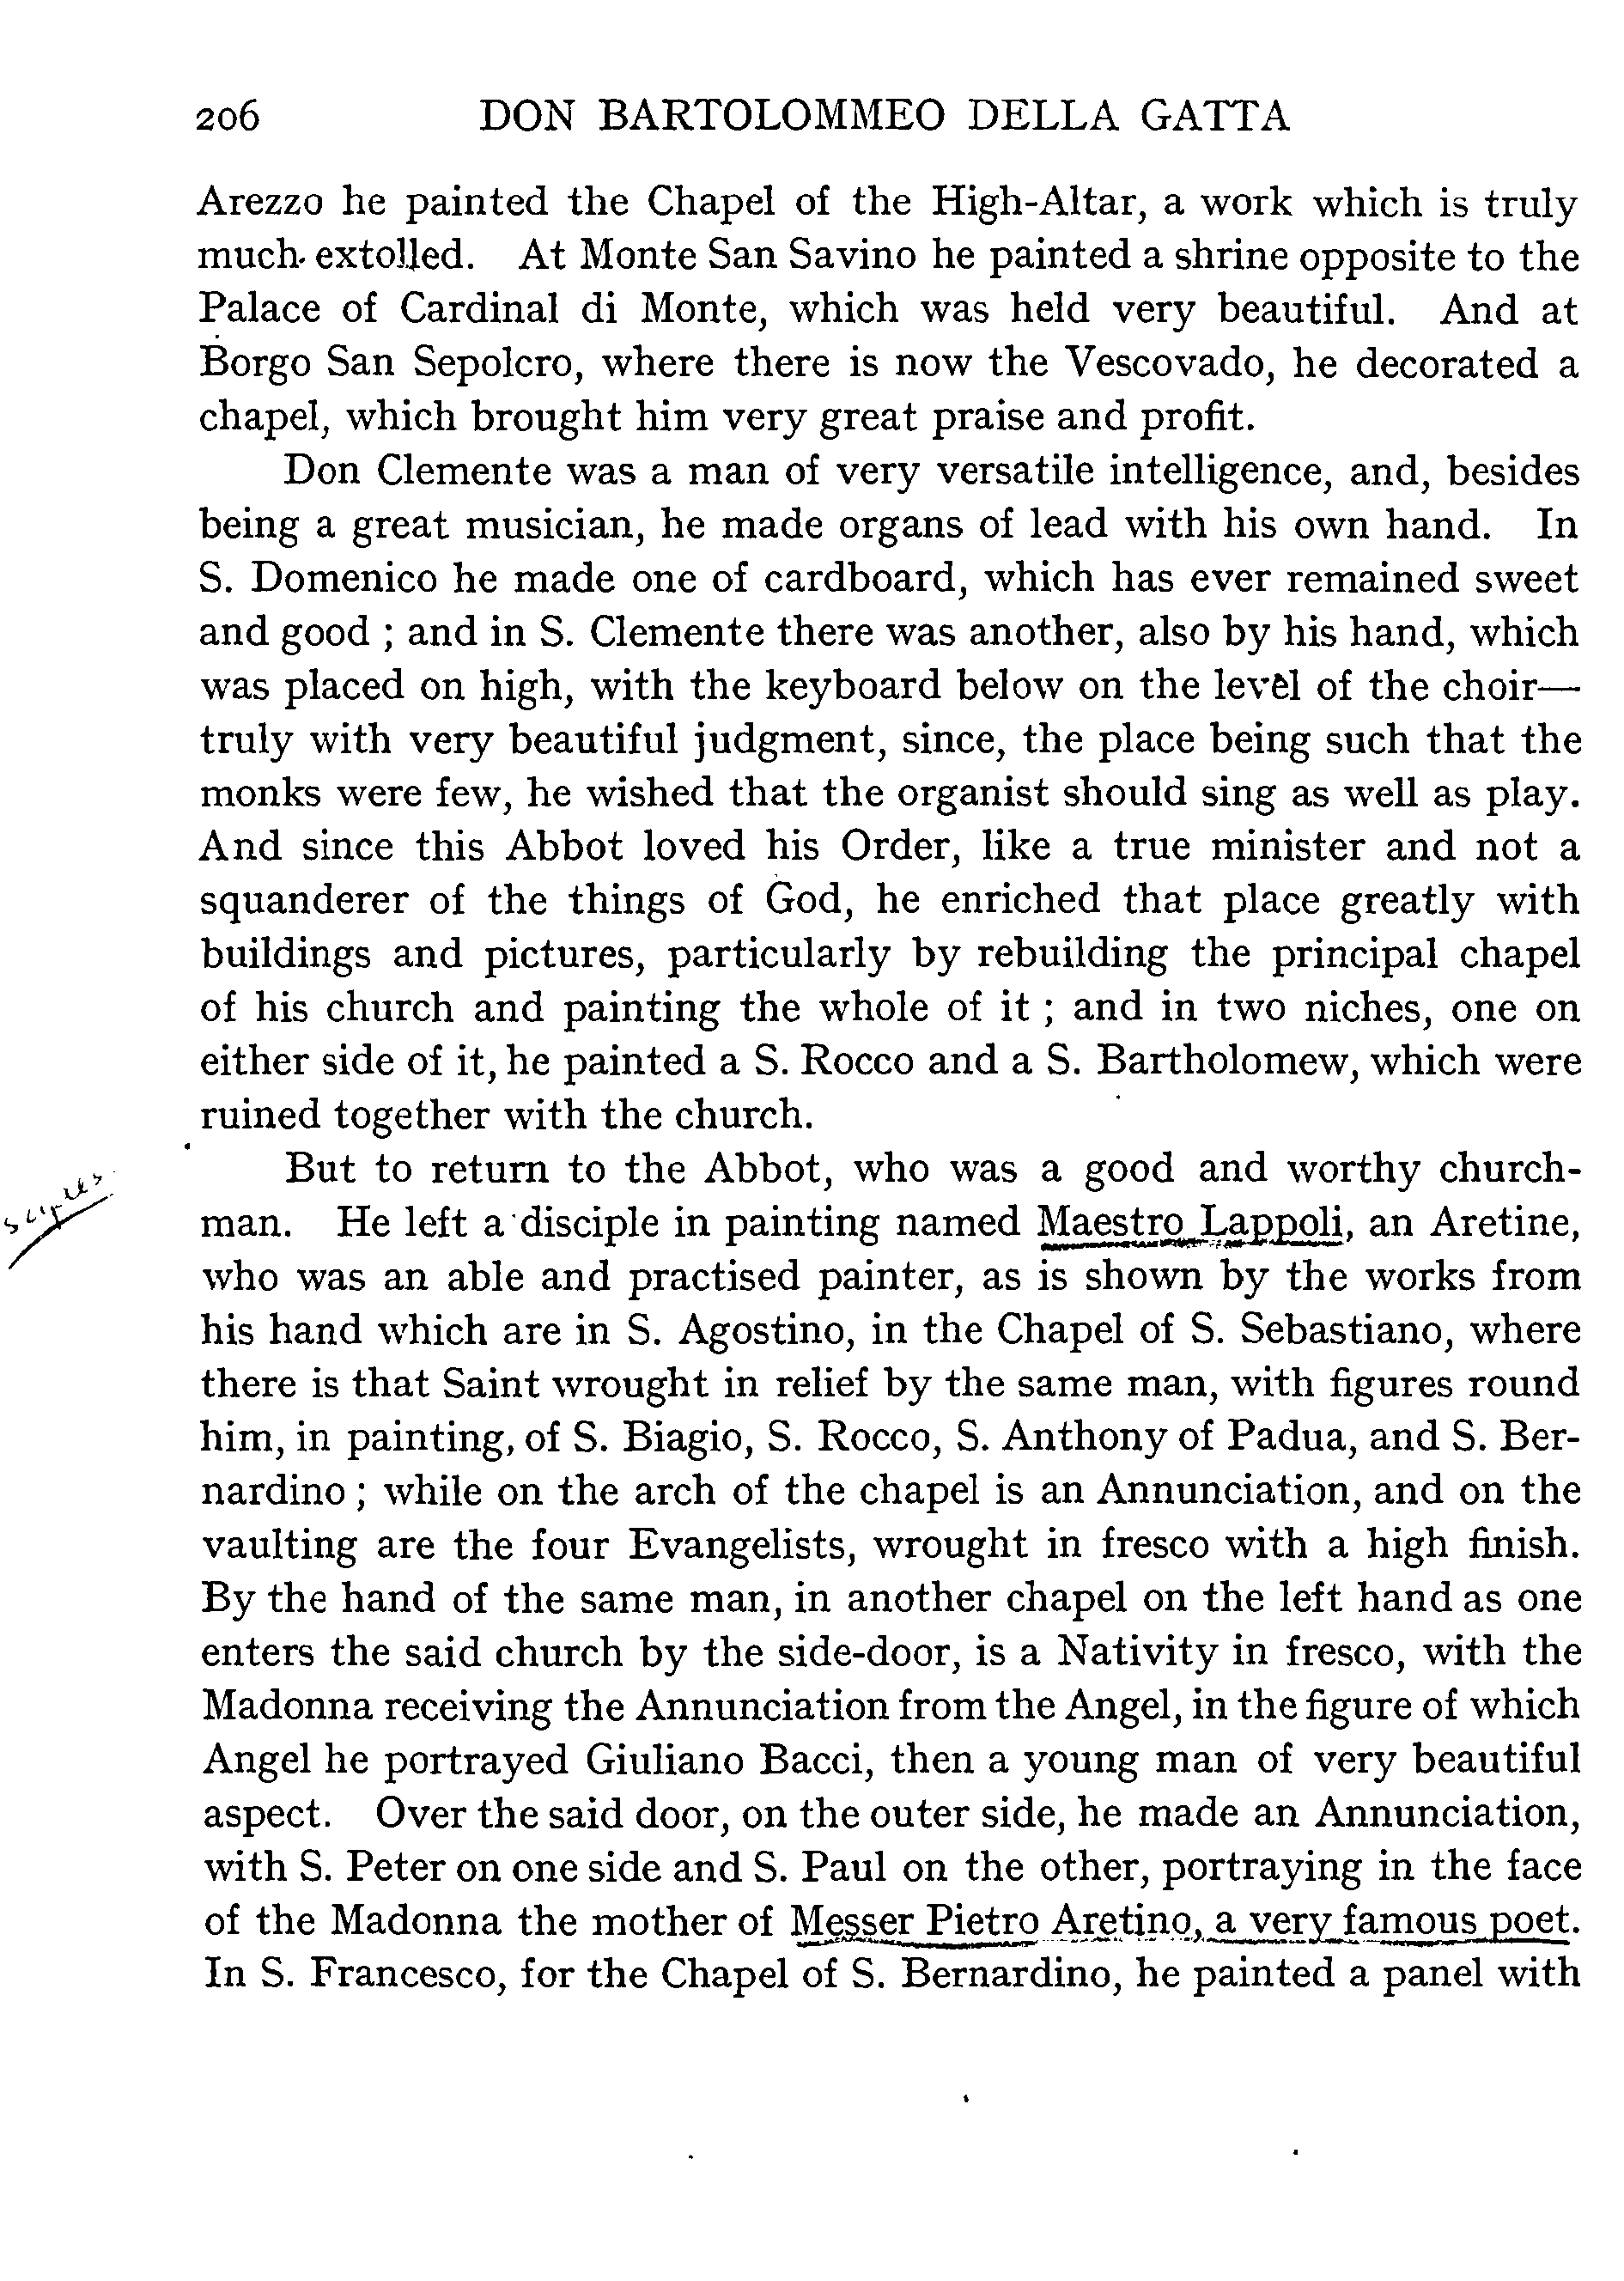 206 DON BARTOLOMMEO DELLA GATTA
Arezzo he painted the Chapel of the High-Altar, a work which is truly
much extolled. At Monte San Savino he painted a shrine opposite to the
Palace of Cardinal di Monte, which was held very beautiful. And at
Borgo San Sepolcro, where there is now the Vescovado, he decorated a
chapel, which brought him very great praise and profit.
Don Clemente was a man of very versatile intelligence, and, besides
being a great musician, he made organs of lead with his own hand. In
S. Domenico he made one of cardboard, which has ever remained sweet
and good ; and in S. Clemente there was another, also by his hand, which
was placed on high, with the keyboard below on the level of the choir—
truly with very beautiful judgment, since, the place being such that the
monks were few, he wished that the organist should sing as well as play.
And since this Abbot loved his Order, like a true minister and not a
squanderer of the things of God, he enriched that place greatly with
buildings and pictures, particularly by rebuilding the principal chapel
of his church and painting the whole of it ; and in two niches, one on
either side of it, he painted a S. Rocco and a S. Bartholomew, which were
ruined together with the church.
But to return to the Abbot, who was a good and worthy church-
man. He left a disciple in painting named Maestro Lappoli, an Aretine,
who was an able and practised painter, as is shown by the works from
his hand which are in S. Agostino, in the Chapel of S. Sebastiano, where
there is that Saint wrought in relief by the same man, with figures round
him, in painting, of S. Biagio, S. Rocco, S. Anthony of Padua, and S. Ber-
nardino ; while on the arch of the chapel is an Annunciation, and on the
vaulting are the four Evangelists, wrought in fresco with a high finish.
By the hand of the same man, in another chapel on the left hand as one
enters the said church by the side-door, is a Nativity in fresco, with the
Madonna receiving the Annunciation from the Angel, in the figure of which
Angel he portrayed Giuliano Bacci, then a young man of very beautiful
aspect. Over the said door, on the outer side, he made an Annunciation,
with S. Peter on one side and S. Paul on the other, portraying in the face
of the Madonna the mother of Messer Pietro Aretino, a very famous poet.
In S. Francesco, for the Chapel of S. Bernardino, he painted a panel with